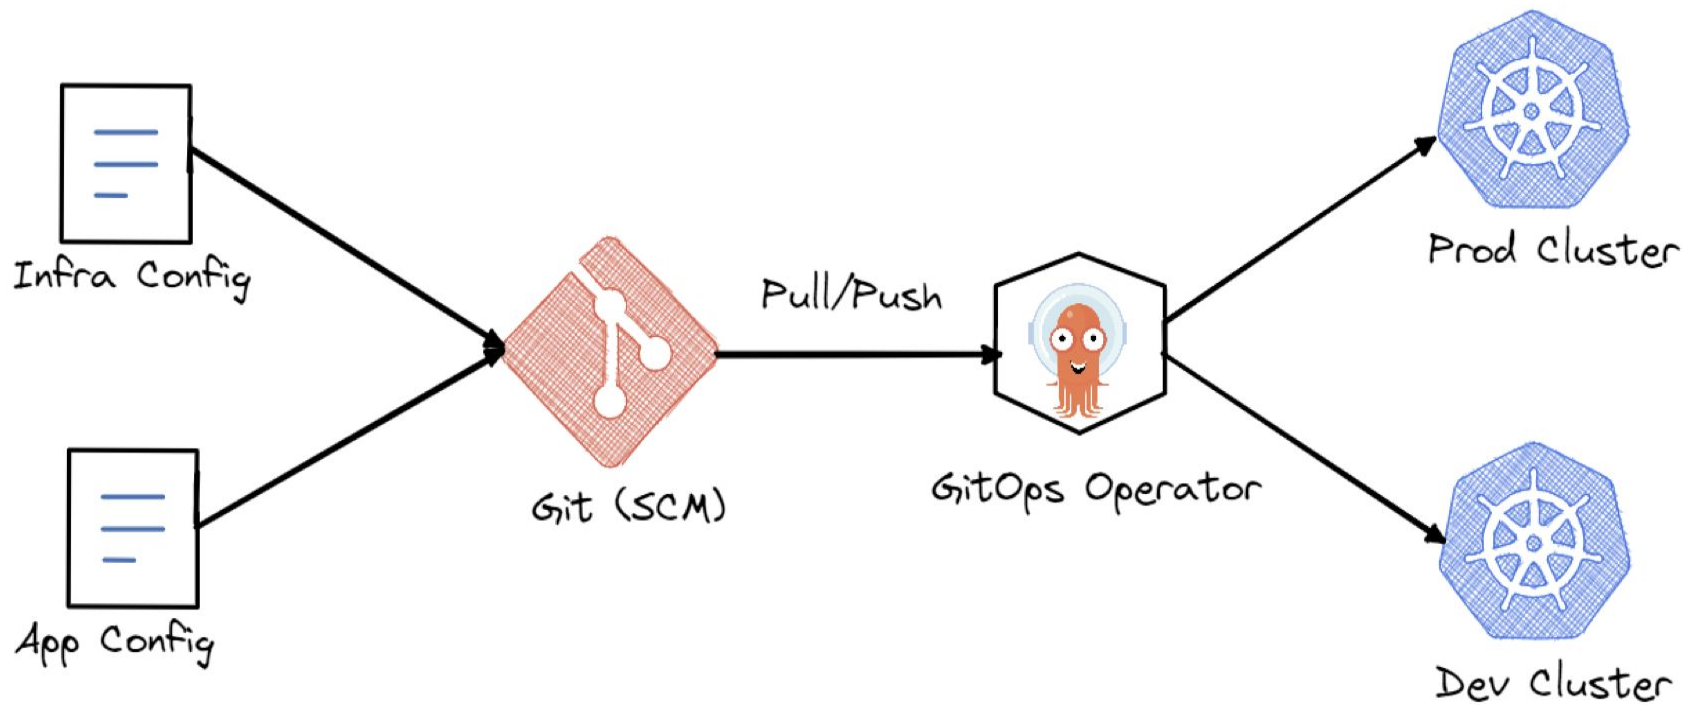 Infra Config
App Config
Git (SCM)
Pull/Push
GitOps Operator
Prod Cluster
Dev Cluster